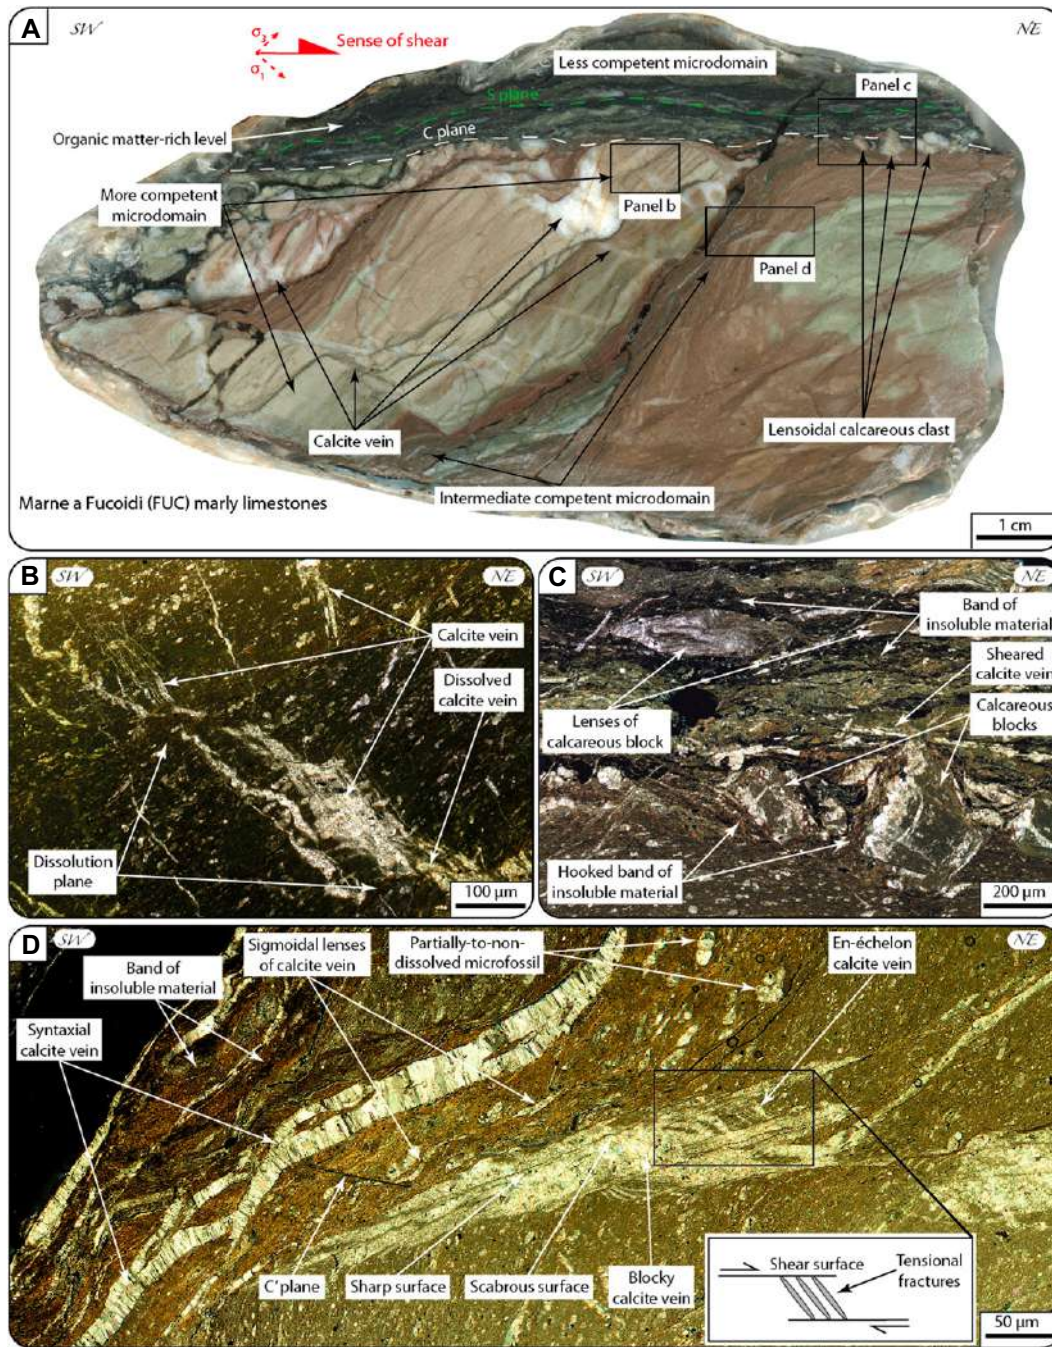 A
SW
NE
σ3
σ1
Sense of shear
Less competent microdomain
Panel c
S plane
Organic matter-rich level
C plane
More competent
microdomain
Panel b
Panel d
Calcite vein
Lensoidal calcareous clast
Intermediate competent microdomain
Marne a Fucoidi (FUC) marly limestones
1 cm
B
SW
NE
Calcite vein
Dissolved
calcite vein
Dissolution
plane
100 μm
C
SW
NE
Band of
insoluble material
Sheared
calcite vein
Calcareous
blocks
Lenses of
calcareous block
Hooked band of
insoluble material
200 μm
D
SW
NE
Sigmoidal lenses
of calcite vein
Partially-to-non-
dissolved microfossil
En-échelon
calcite vein
Band of
insoluble material
Syntaxial
calcite vein
C' plane
Sharp surface
Scabrous surface
Blocky
calcite vein
Shear surface
Tensional
fractures
50 μm